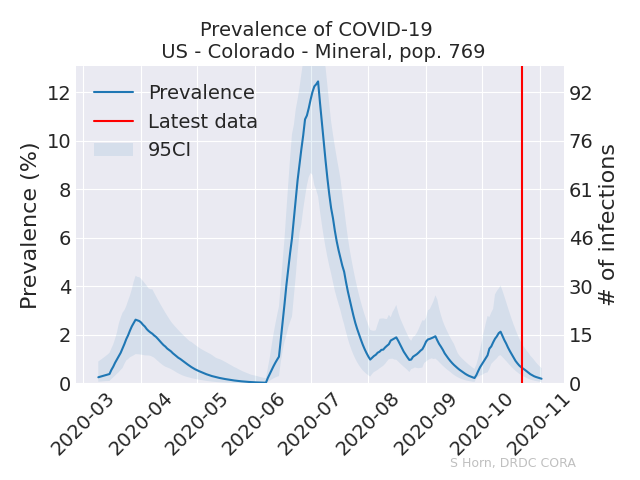 Prevalence of COVID-19
US - Colorado - Mineral, pop. 769
Prevalence
Latest data
95CI
Prevalence (%)
12
10
8
6
4
2
0
92
76
61
46
30
15
0
# of infections
2020-03
2020-04
2020-05
2020-06
2020-07
2020-08
2020-09
2020-10
2020-11
S Horn, DRDC CORA